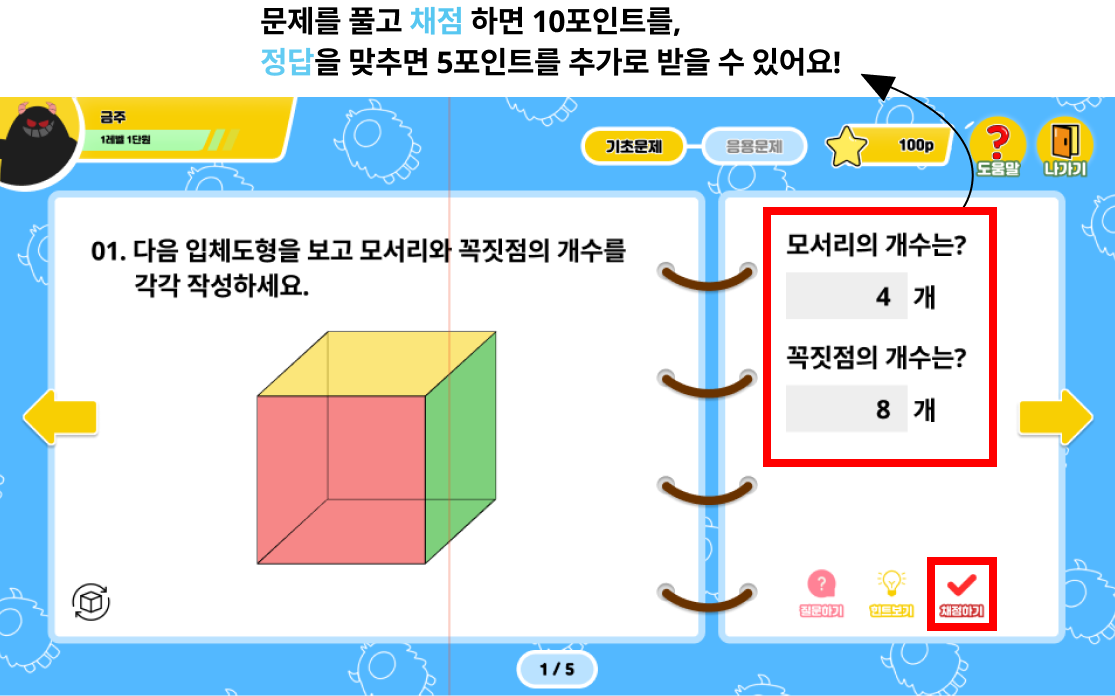 문제를 풀고 채점 하면 10포인트를,
정답을 맞추면 5포인트를 추가로 받을 수 있어요!
금주
1레벨 1단원
기초문제
응용문제
100p
도움말
나가기
01. 다음 입체도형을 보고 모서리와 꼭짓점의 개수를
각각 작성하세요.
모서리의 개수는?
4 개
꼭짓점의 개수는?
8 개
질문하기
힌트보기
채점하기
1 / 5